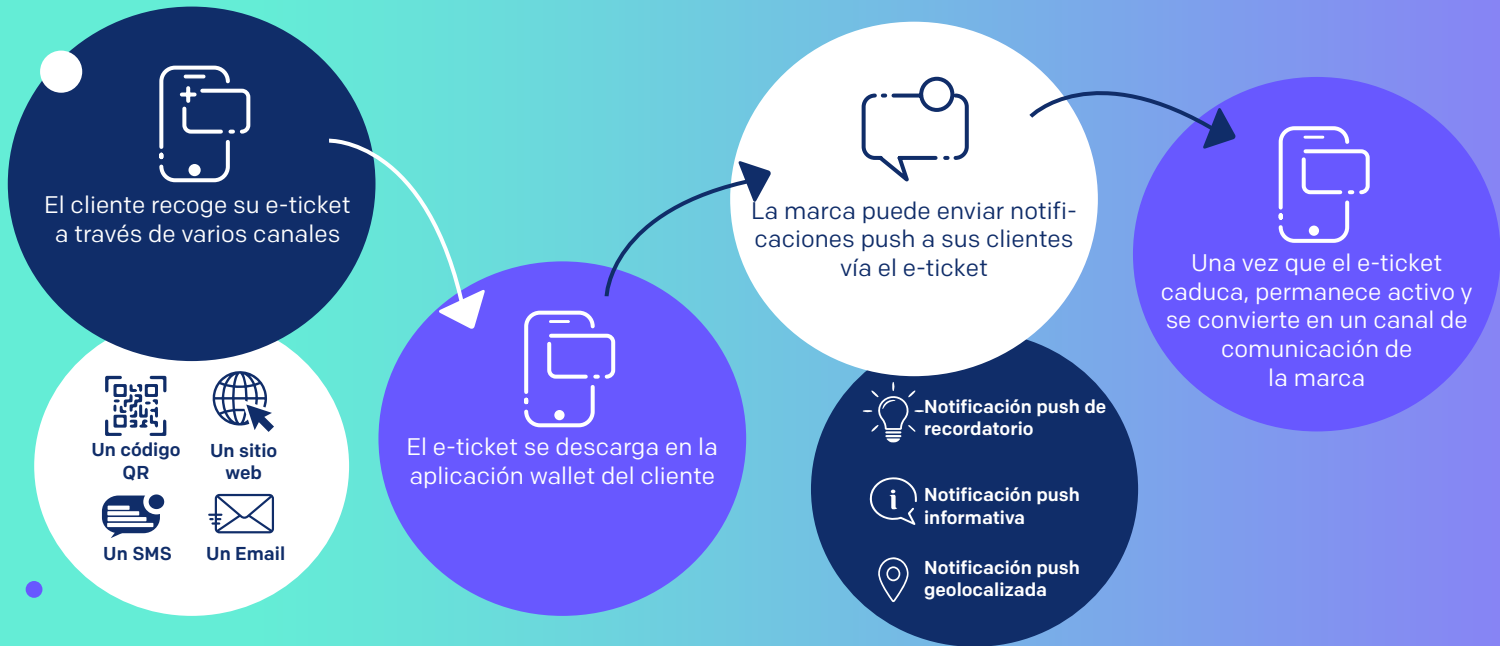 El cliente recoge su e-ticket
a través de varios canales
Un código
QR
Un sitio
web
Un SMS
Un Email
El e-ticket se descarga en la
aplicación wallet del cliente
La marca puede enviar notifi-
caciones push a sus clientes
vía el e-ticket
Notificación push de
recordatorio
Notificación push
informativa
Notificación push
geolocalizada
Una vez que el e-ticket
caduca, permanece activo y
se convierte en un canal de
comunicación de
la marca